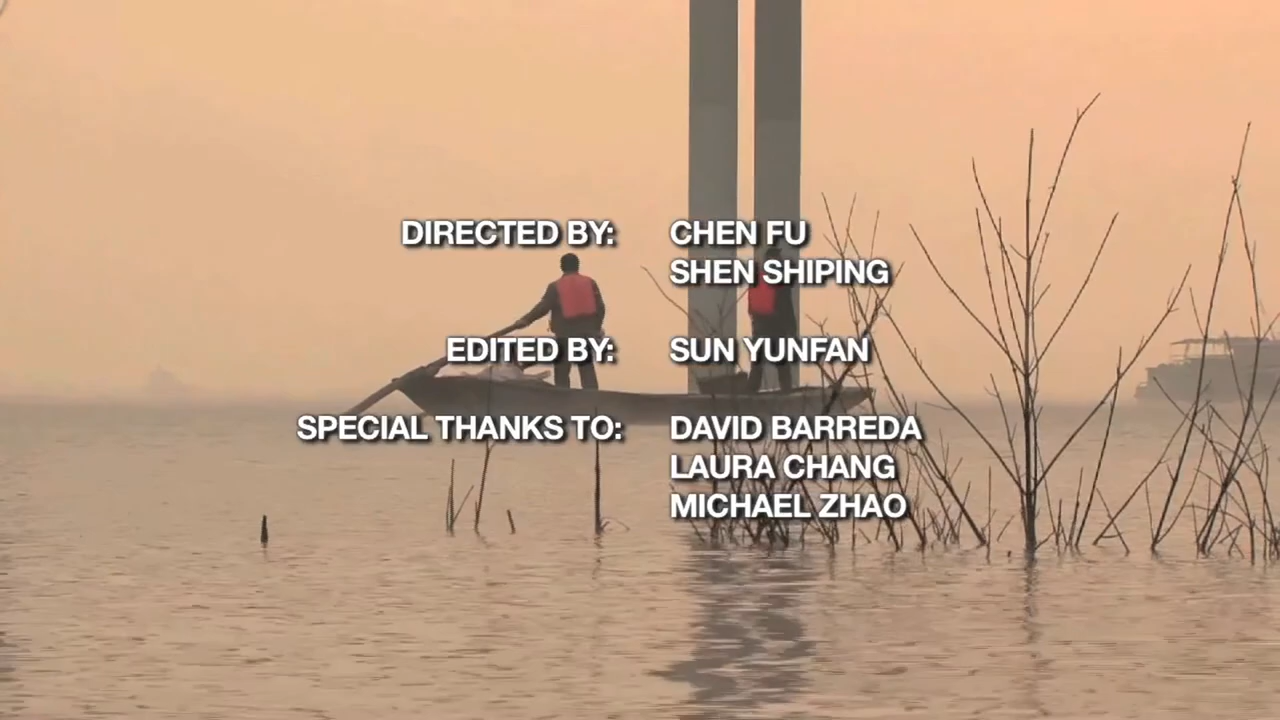 DIRECTED BY: CHEN FU
SHEN SHIPING
EDITED BY: SUN YUNFAN
SPECIAL THANKS TO: DAVID BARREDA
LAURA CHANG
MICHAEL ZHAO